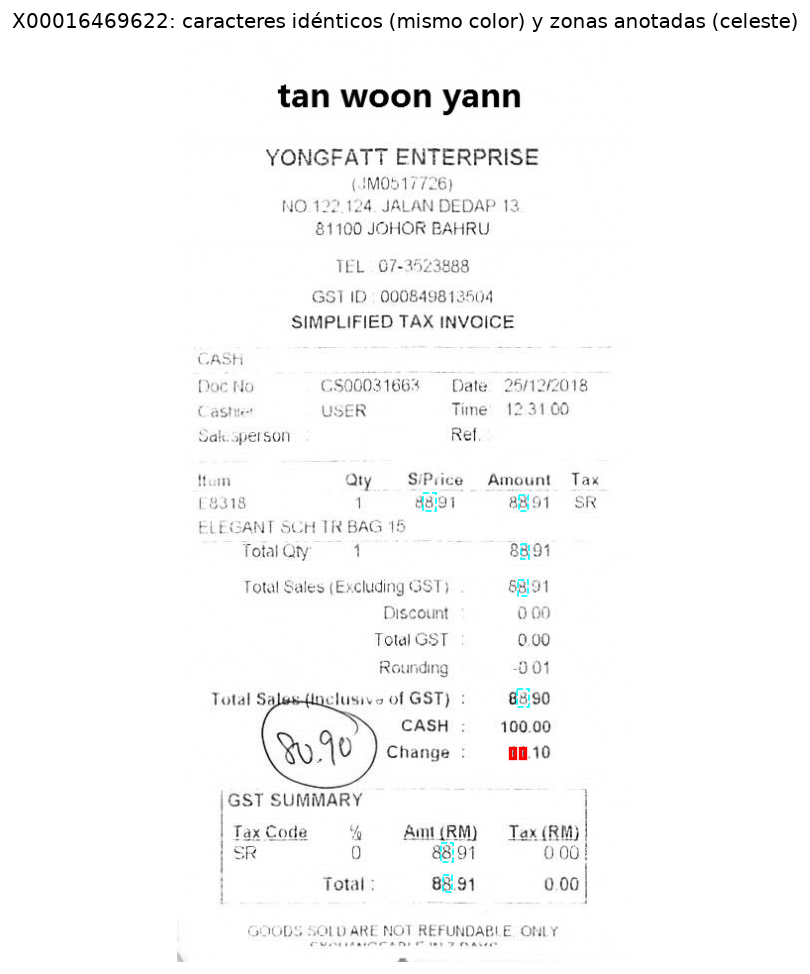 X00016469622: caracteres idénticos (mismo color) y zonas anotadas (celeste)
tan woon yann
YONGFATT ENTERPRISE
(JM0517726)
NO 122,124, JALAN DEDAP 13
81100 JOHOR BAHRU
TEL : 07-3523888
GST ID : 000849813504
SIMPLIFIED TAX INVOICE
CASH
Doc No CS00031663 Date 25/12/2018
Cashier USER Time 12 31 00
Salesperson : Ref. :
Item Qty S/Price Amount Tax
E8318 1 88.91 88.91 SR
ELEGANT SCH TR BAG 15
Total Qty 1 88.91
Total Sales (Excluding GST) : 88.91
Discount : 0.00
Total GST : 0.00
Rounding -0.01
Total Sales (Inclusive of GST) : 88.90
CASH : 100.00
80.90
Change : .10
GST SUMMARY
Tax Code % Amt (RM) Tax (RM)
SR 0 88.91 0.00
Total : 88.91 0.00
GOODS SOLD ARE NOT REFUNDABLE, ONLY